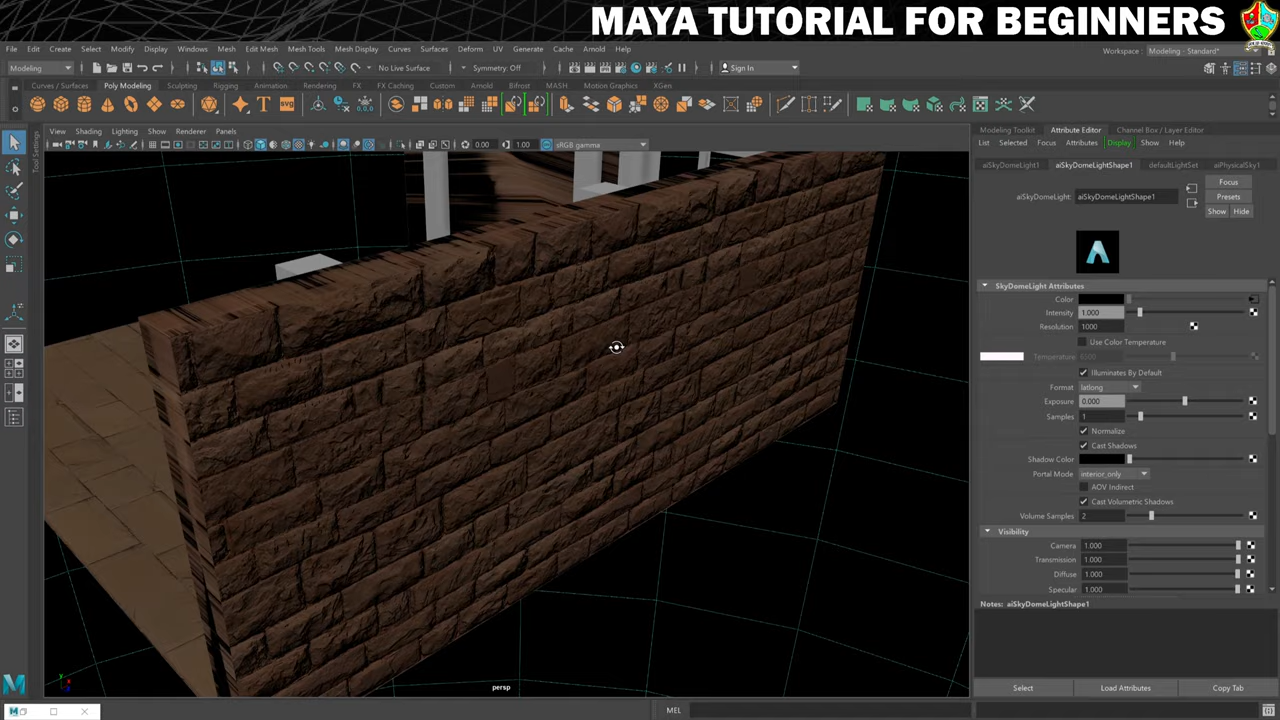 MAYA TUTORIAL FOR BEGINNERS
File Edit Create Select Modify Display Windows Mesh Edit Mesh Mesh Tools Mesh Display Curves Surfaces Deform UV Generate Cache Arnold Help
Workspace : Modeling - Standard*
Modeling No Live Surface Symmetry: Off Sign In
Curves / Surfaces Poly Modeling Sculpting Rigging Animation Rendering FX FX Caching Custom Arnold Bifrost MASH Motion Graphics XGen
View Shading Lighting Show Renderer Panels
0.00 1.00 sRGB gamma
Tool Settings
Modeling Toolkit Attribute Editor Channel Box / Layer Editor
List Selected Focus Attributes Display Show Help
aiSkyDomeLight1 aiSkyDomeLightShape1 defaultLightSet aiPhysicalSky1
Focus
aiSkyDomeLight: aiSkyDomeLightShape1 Presets
Show Hide
SkyDomeLight Attributes
Color
Intensity 1.000
Resolution 1000
Use Color Temperature
Temperature 6500
Illuminates By Default
Format latlong
Exposure 0.000
Samples 1
Normalize
Cast Shadows
Shadow Color
Portal Mode interior_only
AOV Indirect
Cast Volumetric Shadows
Volume Samples 2
Visibility
Camera 1.000
Transmission 1.000
Diffuse 1.000
Specular 1.000
Notes: aiSkyDomeLightShape1
persp
Select Load Attributes Copy Tab
MEL